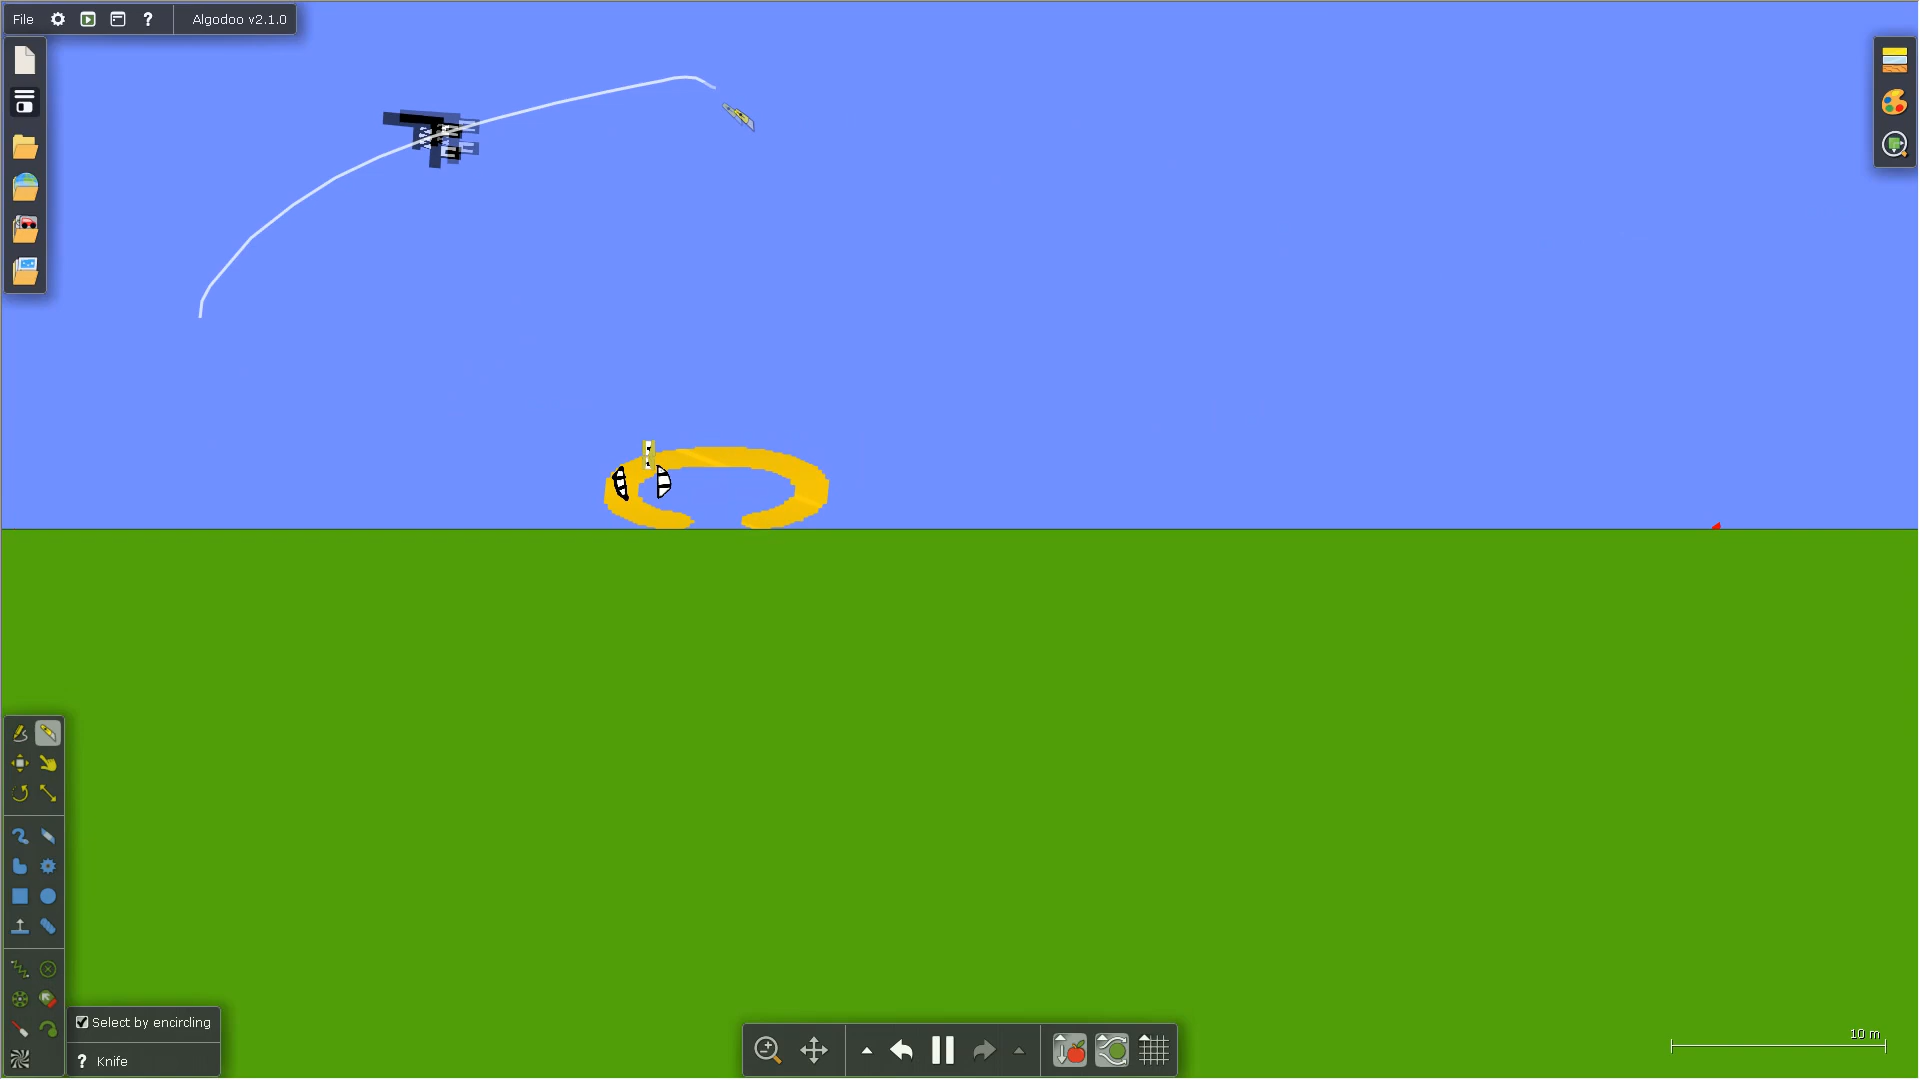 File ? Algodoo v2.1.0
Select by encircling
? Knife
10 m